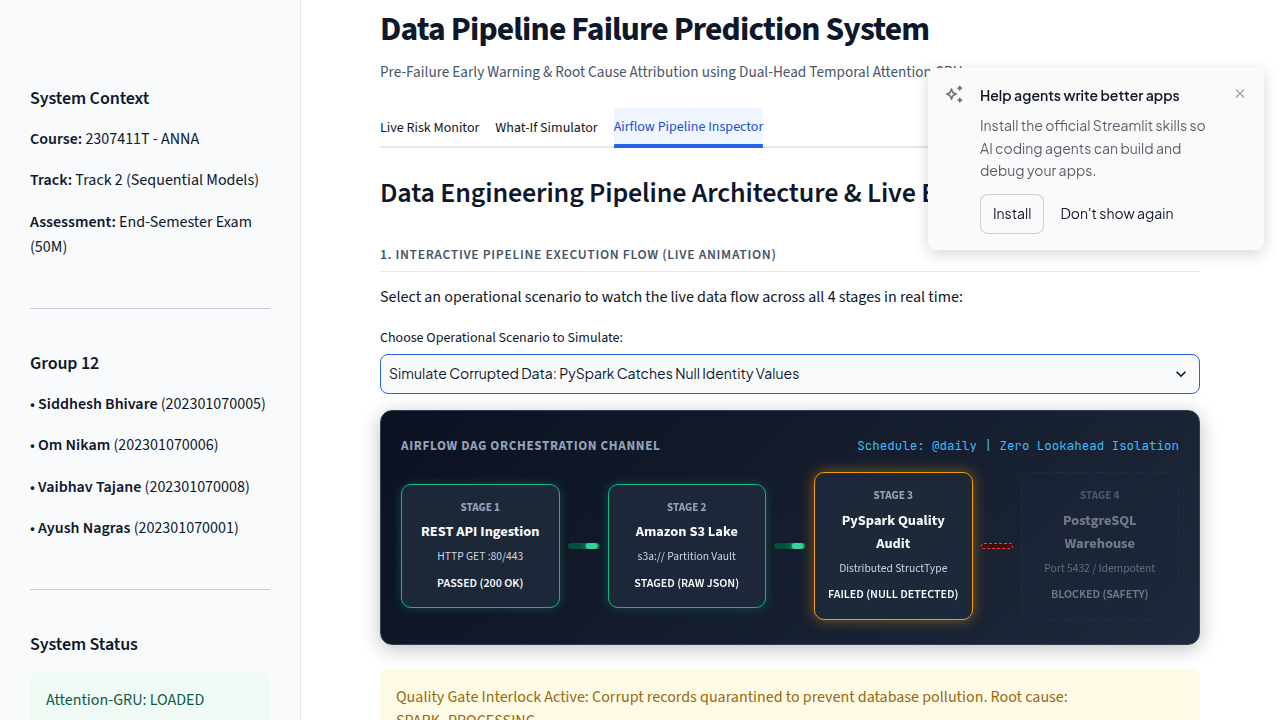 System Context
Course: 2307411T - ANNA
Track: Track 2 (Sequential Models)
Assessment: End-Semester Exam
(50M)
Group 12
• Siddhesh Bhivare (202301070005)
• Om Nikam (202301070006)
• Vaibhav Tajane (202301070008)
• Ayush Nagras (202301070001)
System Status
Attention-GRU: LOADED
Data Pipeline Failure Prediction System
Pre-Failure Early Warning & Root Cause Attribution using Dual-Head Temporal Attention GRU
Live Risk Monitor
What-If Simulator
Airflow Pipeline Inspector
Help agents write better apps
Install the official Streamlit skills so
AI coding agents can build and
debug your apps.
Install
Don't show again
Data Engineering Pipeline Architecture & Live
1. INTERACTIVE PIPELINE EXECUTION FLOW (LIVE ANIMATION)
Select an operational scenario to watch the live data flow across all 4 stages in real time:
Choose Operational Scenario to Simulate:
Simulate Corrupted Data: PySpark Catches Null Identity Values
AIRFLOW DAG ORCHESTRATION CHANNEL
Schedule: @daily | Zero Lookahead Isolation
STAGE 1
REST API Ingestion
HTTP GET :80/443
PASSED (200 OK)
STAGE 2
Amazon S3 Lake
s3a:// Partition Vault
STAGED (RAW JSON)
STAGE 3
PySpark Quality
Audit
Distributed StructType
FAILED (NULL DETECTED)
STAGE 4
PostgreSQL
Warehouse
Port 5432 / Idempotent
BLOCKED (SAFETY)
Quality Gate Interlock Active: Corrupt records quarantined to prevent database pollution. Root cause:
SPARK_PROCESSING